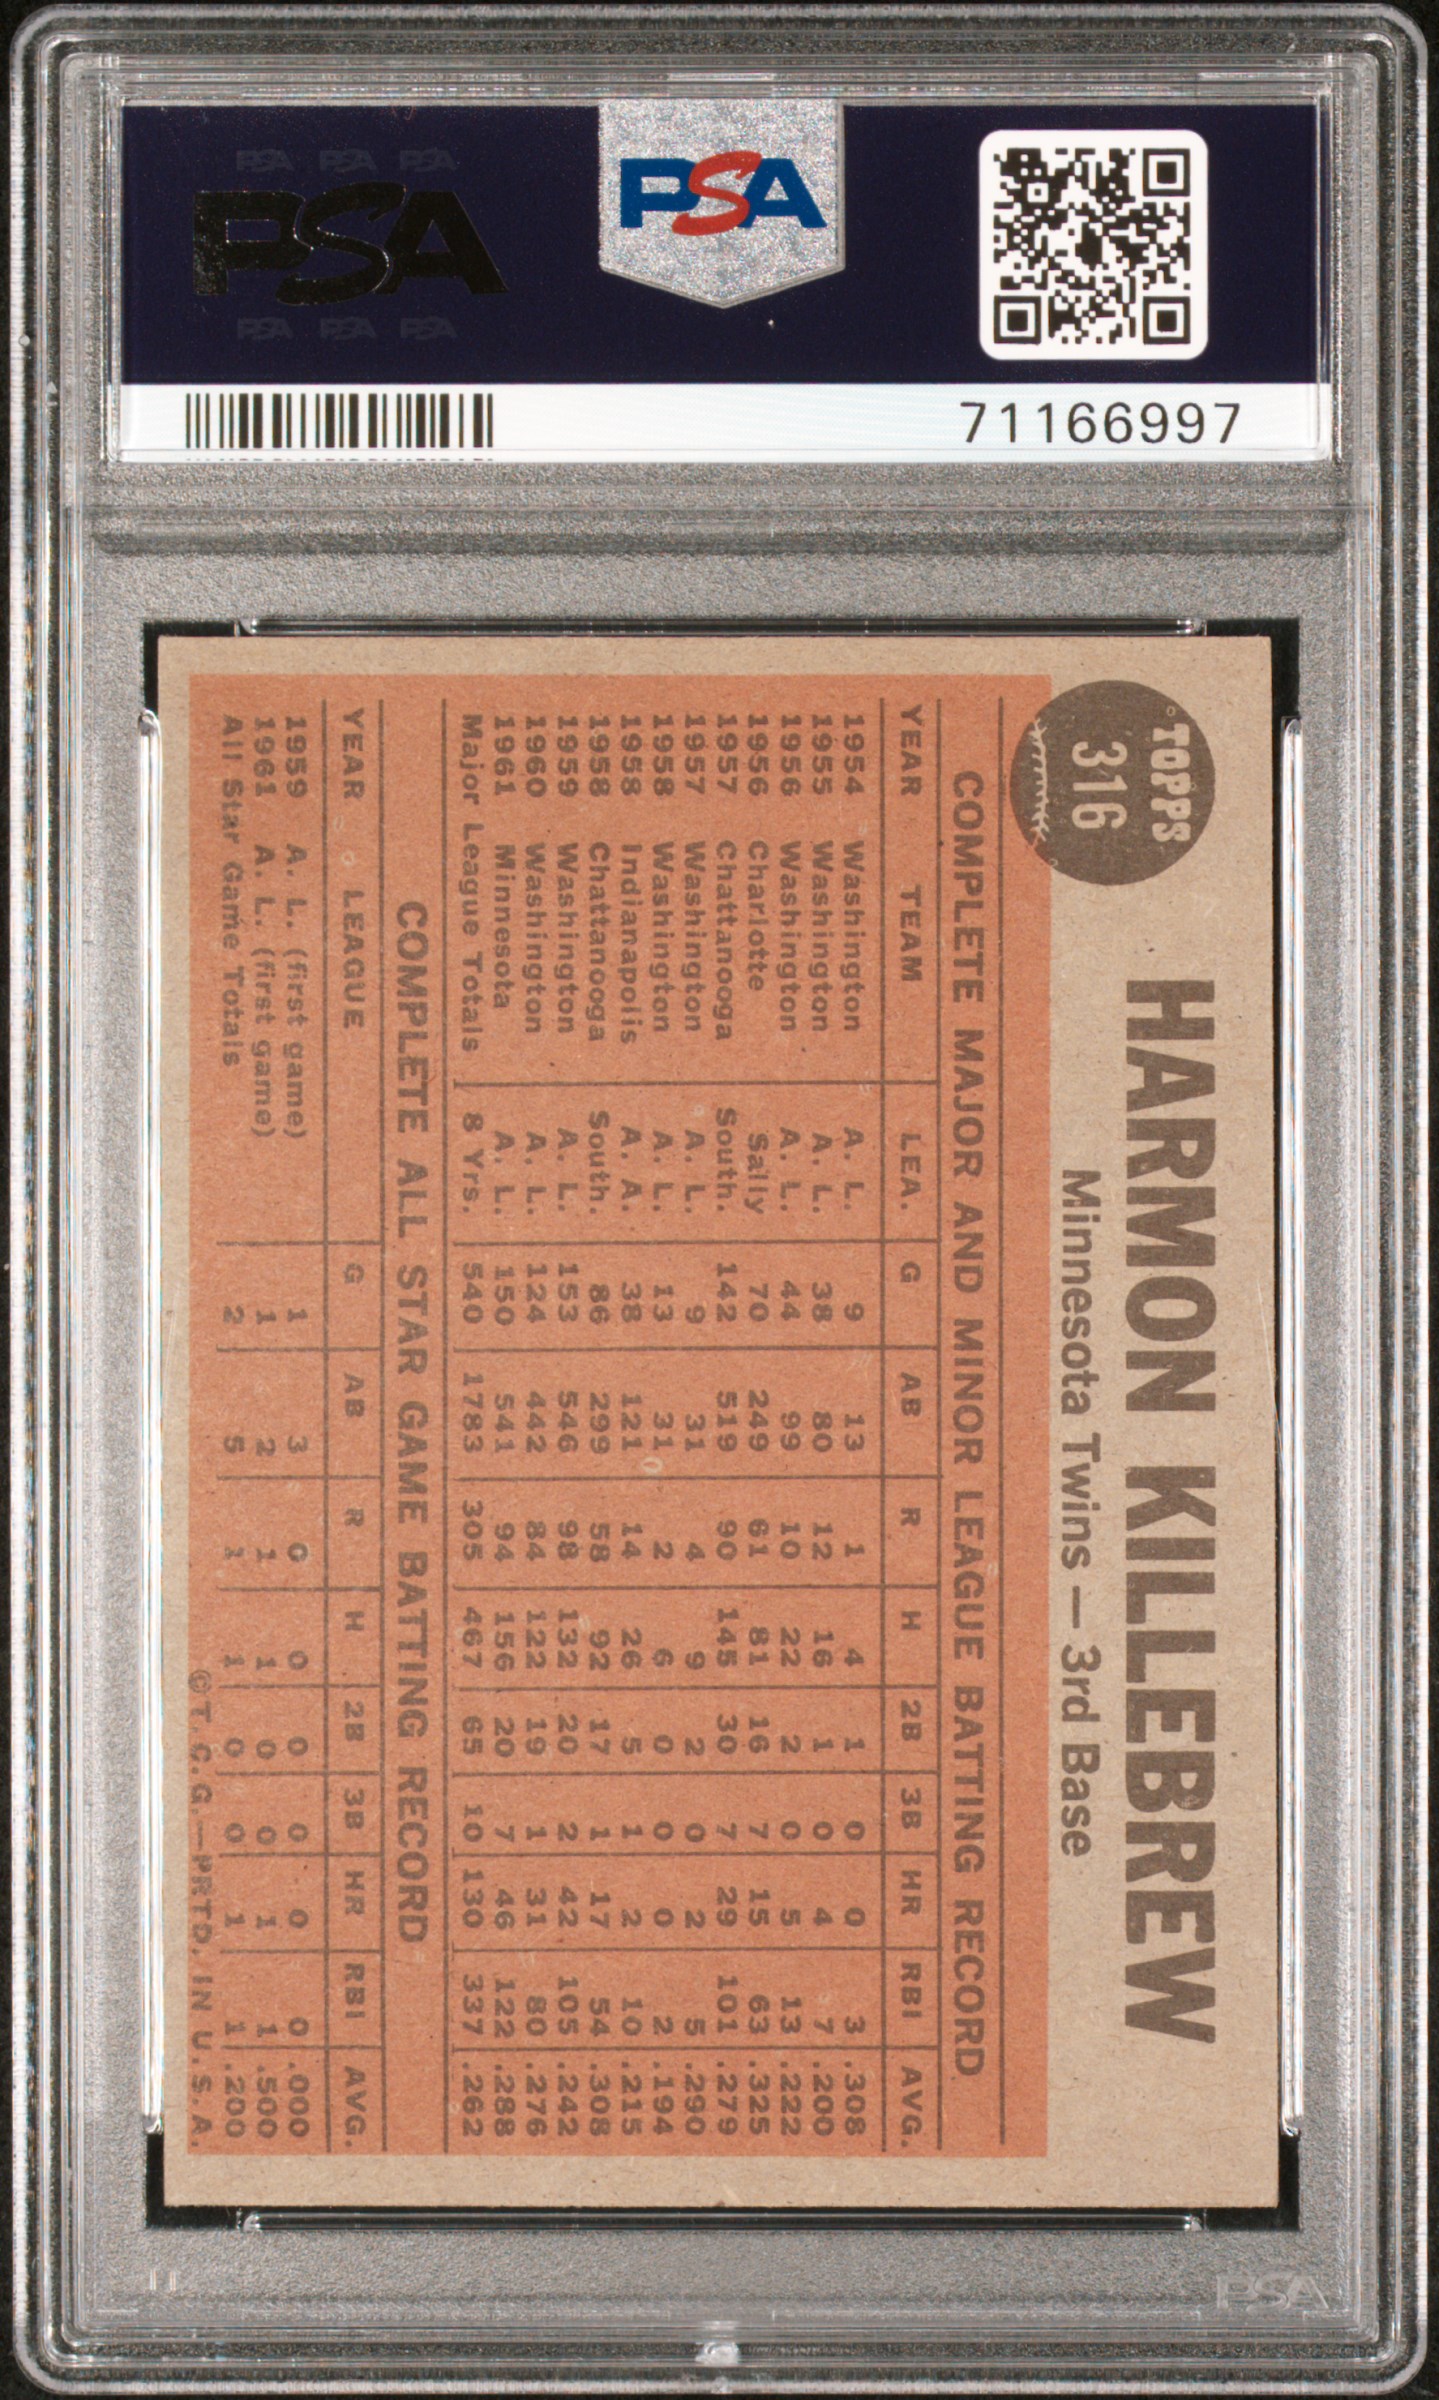 PSA PSA PSA
PSA
PSA PSA PSA
PSA
71166997
TOPPS
316
HARMON KILLEBREW
Minnesota Twins — 3rd Base
COMPLETE MAJOR AND MINOR LEAGUE BATTING RECORD
YEAR TEAM LEA. G AB R H 2B 3B HR RBI AVG.
1954 Washington A. L. 9 13 1 4 1 0 0 3 .308
1955 Washington A. L. 38 80 12 16 1 0 4 7 .200
1956 Washington A. L. 44 99 10 22 2 0 5 13 .222
1956 Charlotte Sally 70 249 61 81 16 7 15 63 .325
1957 Chattanooga South. 142 519 90 145 30 7 29 101 .279
1957 Washington A. L. 9 31 4 9 2 0 2 5 .290
1958 Washington A. L. 13 31 2 6 0 0 0 2 .194
1958 Indianapolis A. A. 38 121 14 26 5 1 2 10 .215
1958 Chattanooga South. 86 299 58 92 17 1 17 54 .308
1959 Washington A. L. 153 546 98 132 20 2 42 105 .242
1960 Washington A. L. 124 442 84 122 19 1 31 80 .276
1961 Minnesota A. L. 150 541 94 156 20 7 46 122 .288
Major League Totals 8 Yrs. 540 1783 305 467 65 10 130 337 .262
COMPLETE ALL STAR GAME BATTING RECORD
YEAR LEAGUE G AB R H 2B 3B HR RBI AVG.
1959 A. L. (first game) 1 3 0 0 0 0 0 0 .000
1961 A. L. (first game) 1 2 1 1 0 0 1 1 .500
All Star Game Totals 2 5 1 1 0 0 1 1 .200
©T.C.G.—PRTD. IN U.S.A.
PSA